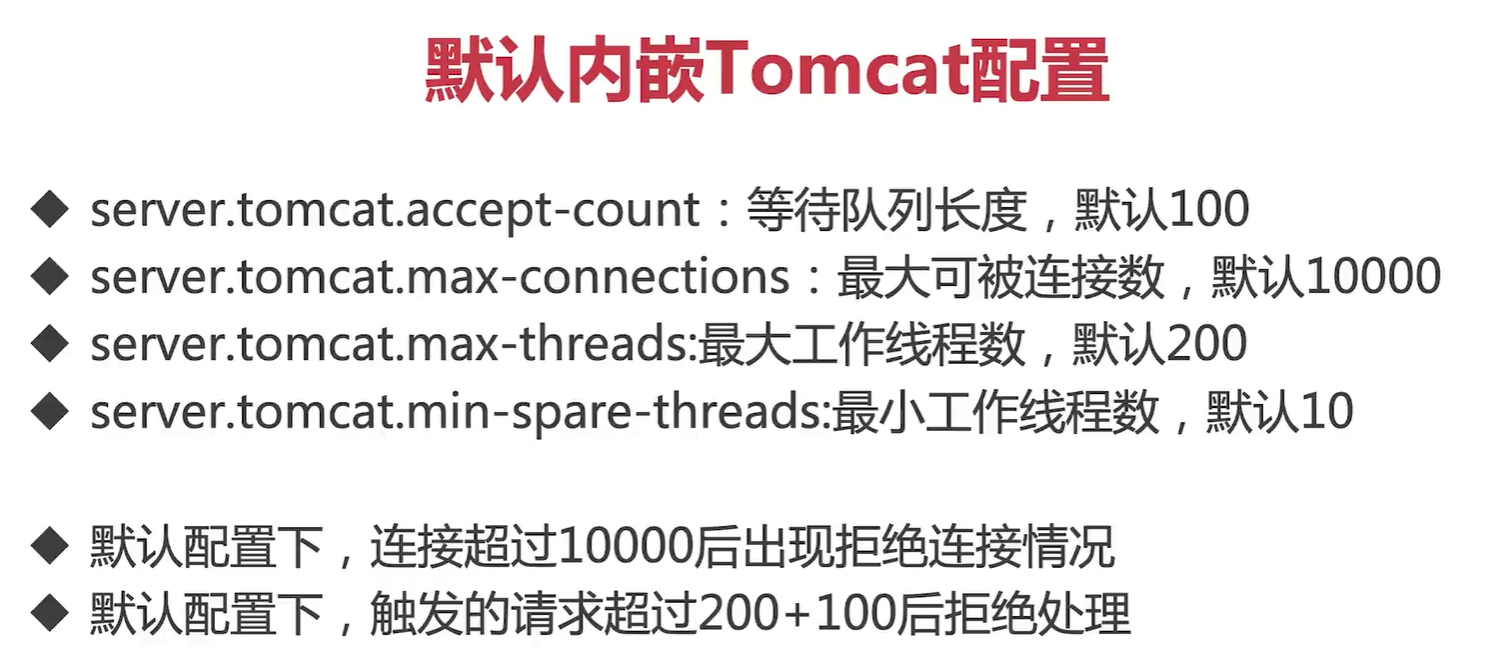 默认内嵌Tomcat配置
◆ server.tomcat.accept-count：等待队列长度，默认100
◆ server.tomcat.max-connections：最大可被连接数，默认10000
◆ server.tomcat.max-threads:最大工作线程数，默认200
◆ server.tomcat.min-spare-threads:最小工作线程数，默认10
◆ 默认配置下，连接超过10000后出现拒绝连接情况
◆ 默认配置下，触发的请求超过200+100后拒绝处理